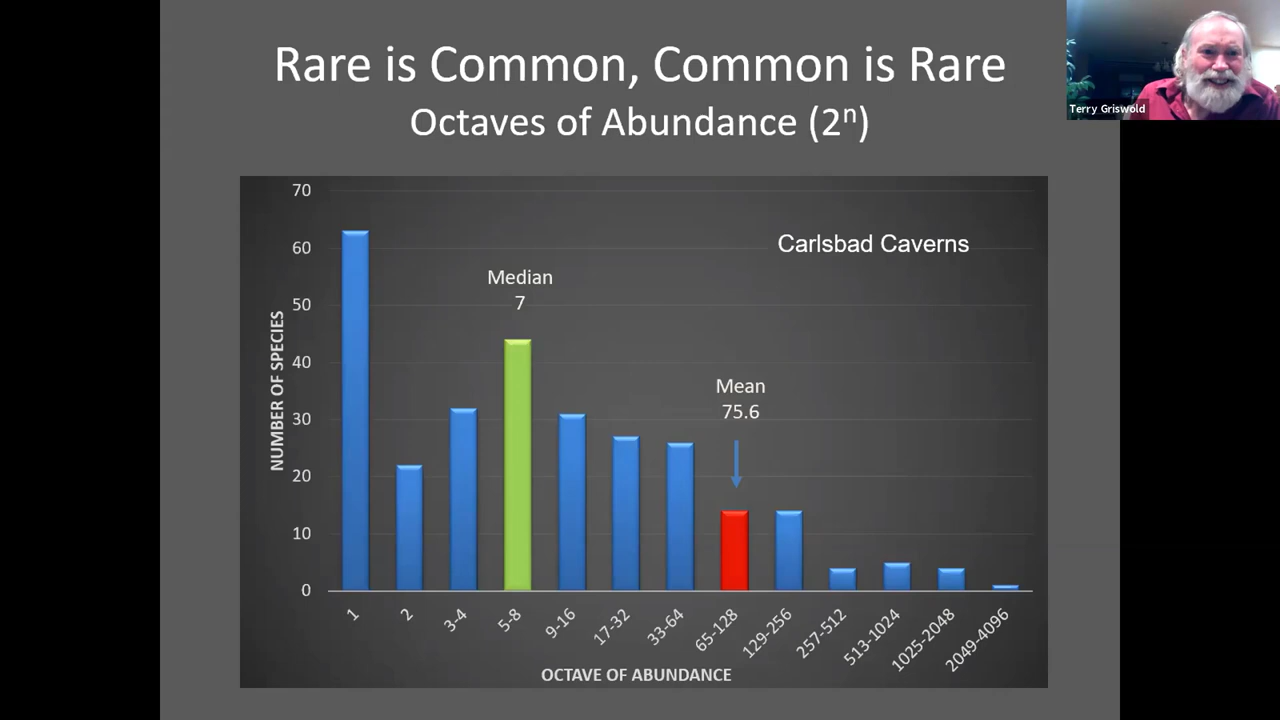 Rare is Common, Common is Rare
Octaves of Abundance (2ⁿ)
Terry Griswold
Carlsbad Caverns
Median
7
Mean
75.6
NUMBER OF SPECIES
70
60
50
40
30
20
10
0
1
2
3-4
5-8
9-16
17-32
33-64
65-128
129-256
257-512
513-1024
1025-2048
2049-4096
OCTAVE OF ABUNDANCE